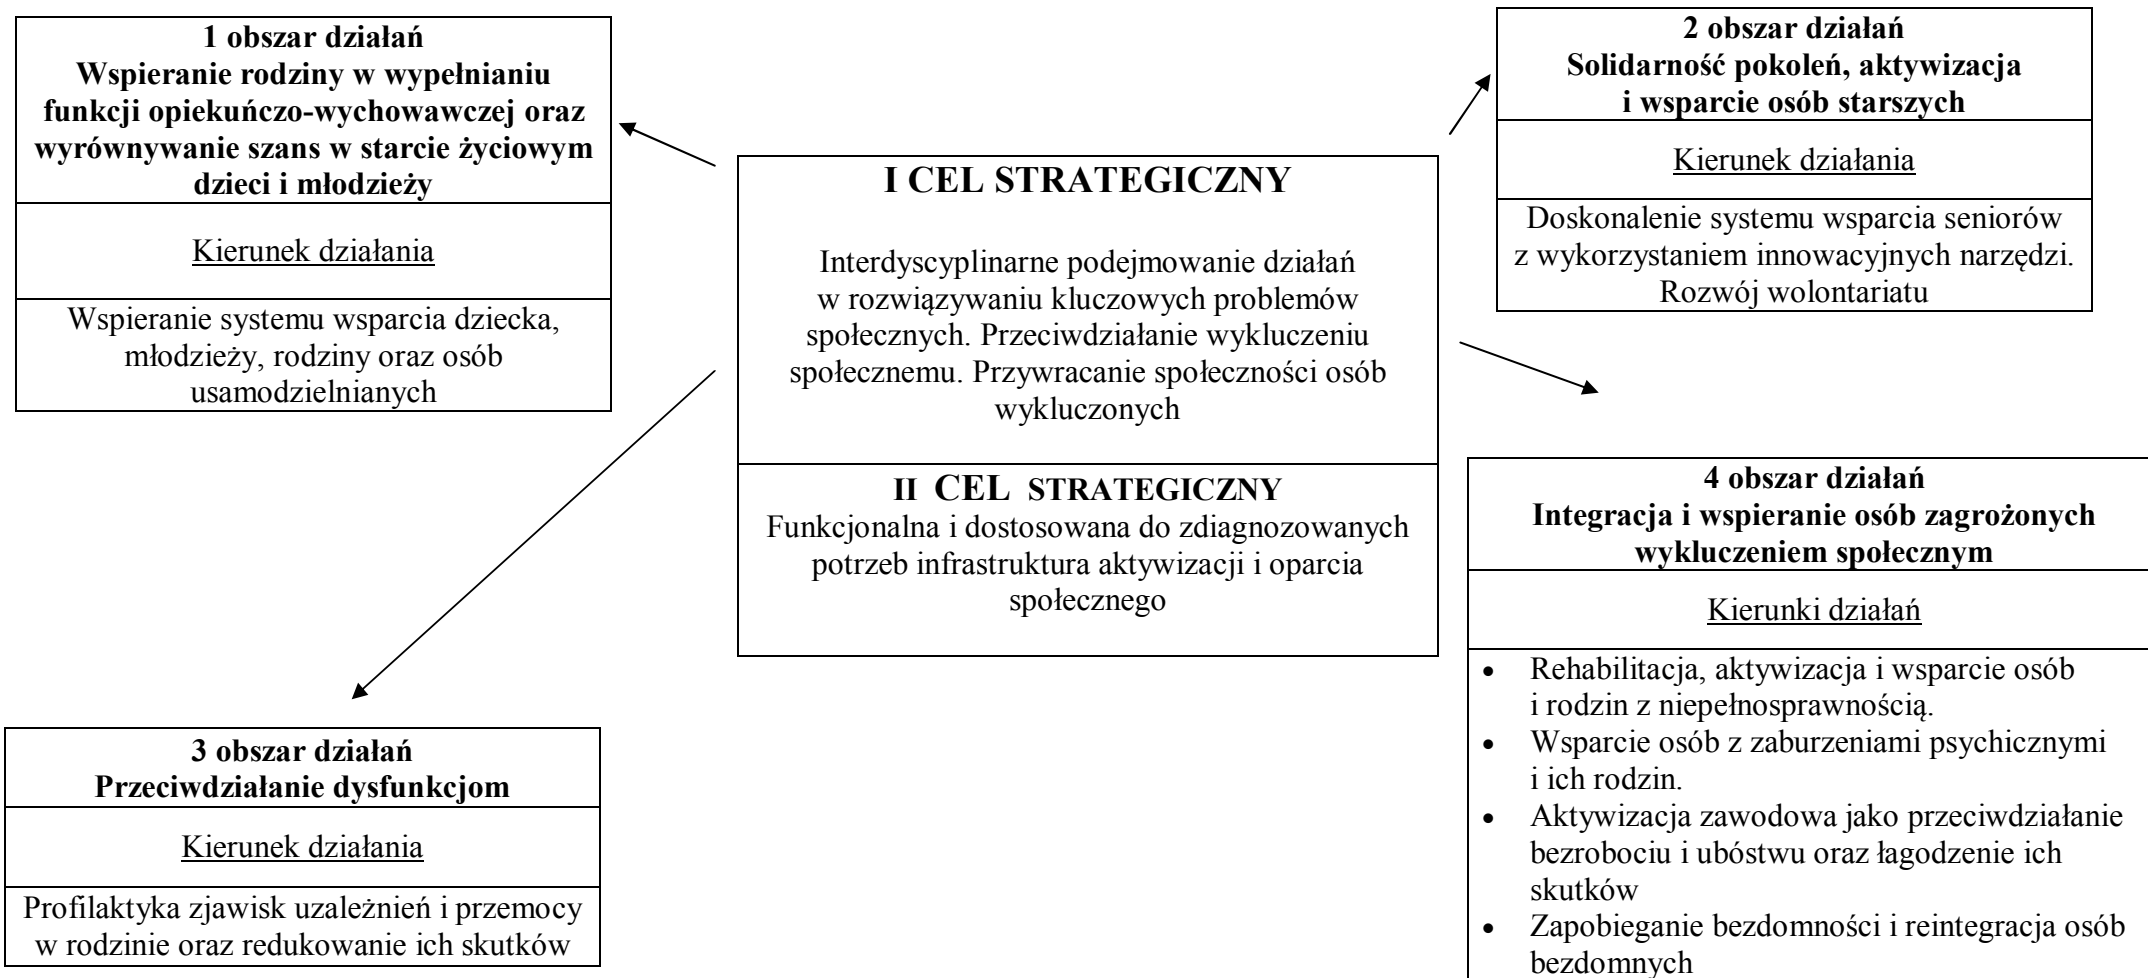 1 obszar działań
Wspieranie rodziny w wypełnianiu
funkcji opiekuńczo-wychowawczej oraz
wyrównywanie szans w starcie życiowym
dzieci i młodzieży
Kierunek działania
Wspieranie systemu wsparcia dziecka,
młodzieży, rodziny oraz osób
usamodzielnianych
2 obszar działań
Solidarność pokoleń, aktywizacja
i wsparcie osób starszych
Kierunek działania
Doskonalenie systemu wsparcia seniorów
z wykorzystaniem innowacyjnych narzędzi.
Rozwój wolontariatu
I CEL STRATEGICZNY
Interdyscyplinarne podejmowanie działań
w rozwiązywaniu kluczowych problemów
społecznych. Przeciwdziałanie wykluczeniu
społecznemu. Przywracanie społeczności osób
wykluczonych
II CEL STRATEGICZNY
Funkcjonalna i dostosowana do zdiagnozowanych
potrzeb infrastruktura aktywizacji i oparcia
społecznego
3 obszar działań
Przeciwdziałanie dysfunkcjom
Kierunek działania
Profilaktyka zjawisk uzależnień i przemocy
w rodzinie oraz redukowanie ich skutków
4 obszar działań
Integracja i wspieranie osób zagrożonych
wykluczeniem społecznym
Kierunki działań
• Rehabilitacja, aktywizacja i wsparcie osób
i rodzin z niepełnosprawnością.
• Wsparcie osób z zaburzeniami psychicznymi
i ich rodzin.
• Aktywizacja zawodowa jako przeciwdziałanie
bezrobociu i ubóstwu oraz łagodzenie ich
skutków
• Zapobieganie bezdomności i reintegracja osób
bezdomnych